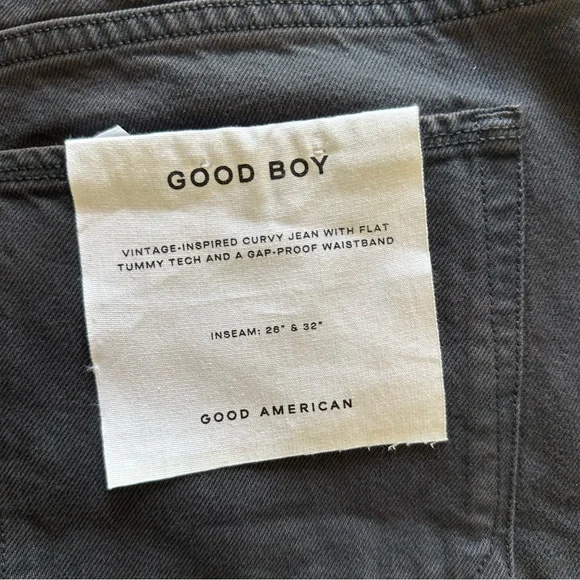 GOOD BOY
VINTAGE-INSPIRED CURVY JEAN WITH FLAT
TUMMY TECH AND A GAP-PROOF WAISTBAND
INSEAM: 28" & 32"
GOOD AMERICAN